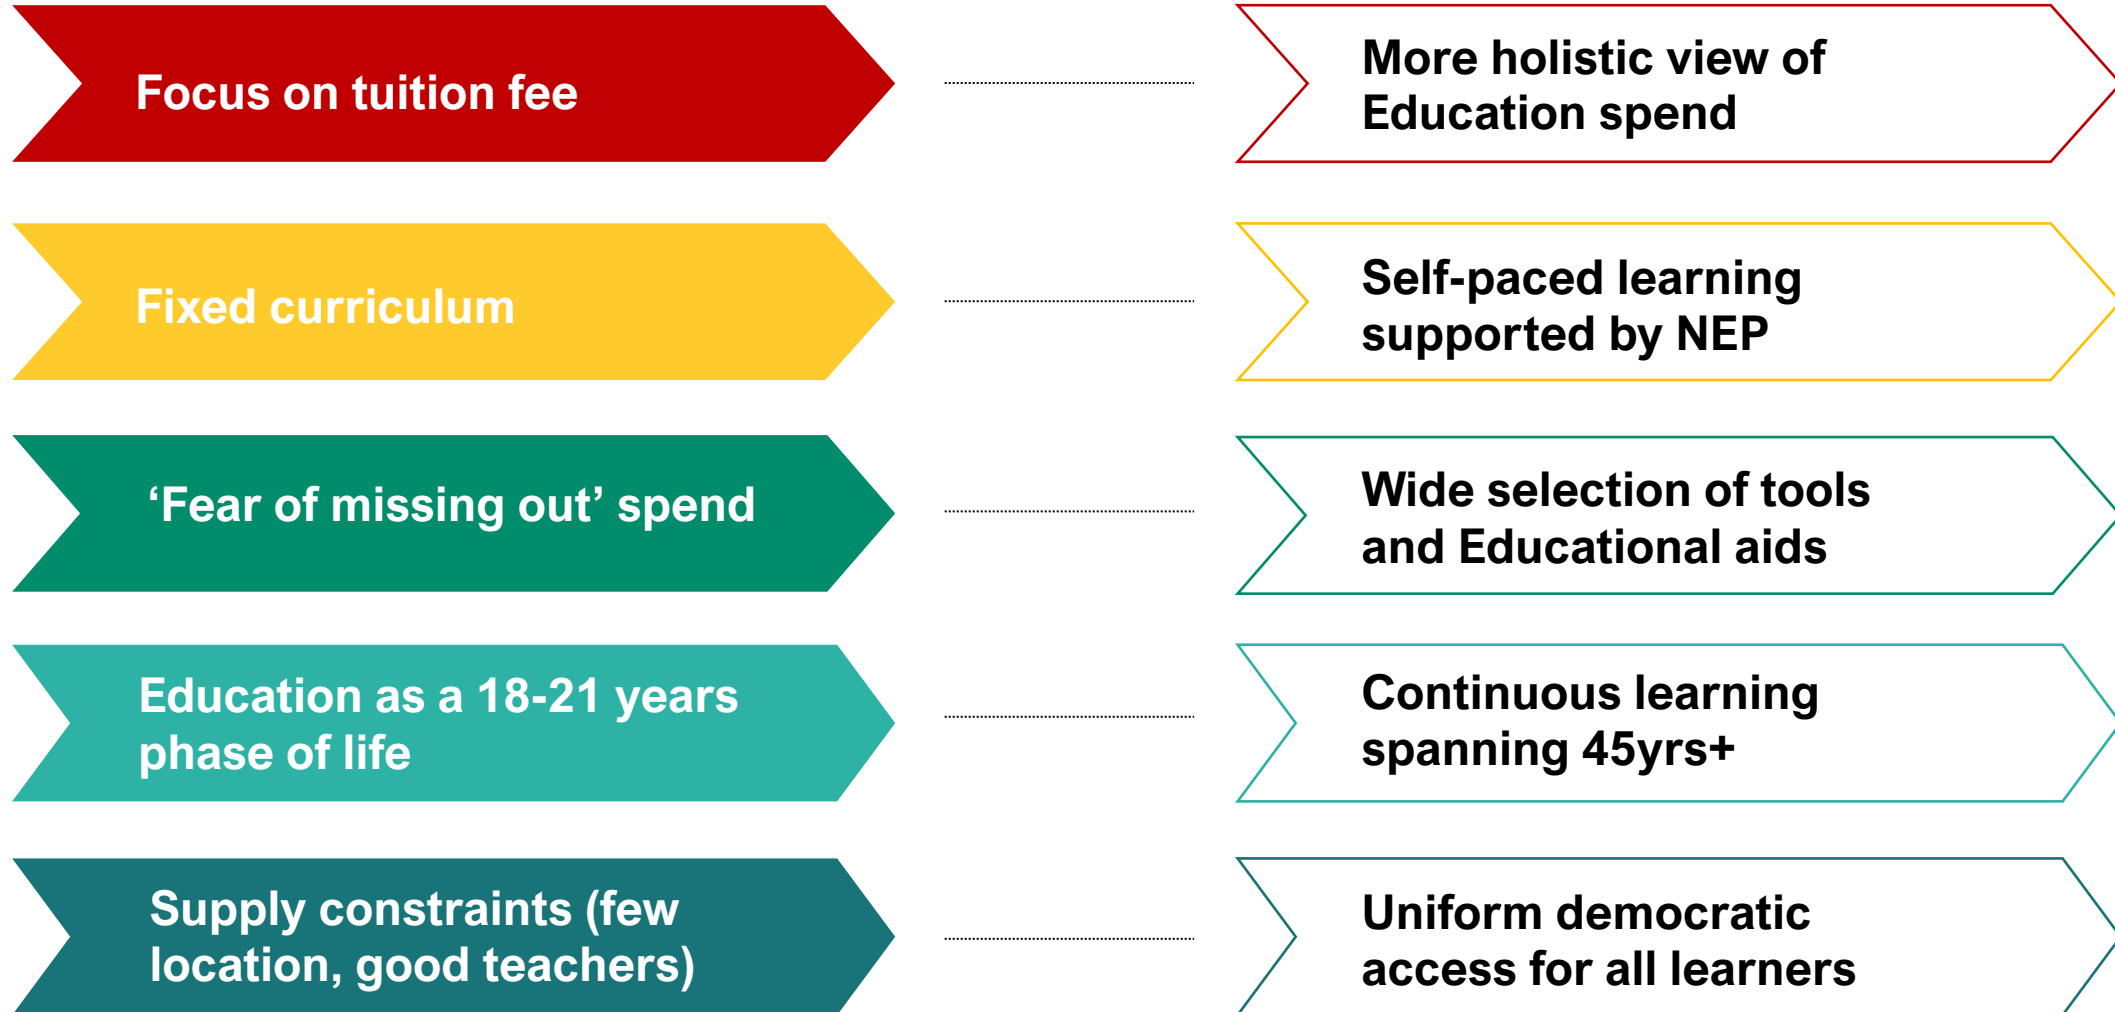 Focus on tuition fee
More holistic view of
Education spend
Fixed curriculum
Self-paced learning
supported by NEP
‘Fear of missing out’ spend
Wide selection of tools
and Educational aids
Education as a 18-21 years
phase of life
Continuous learning
spanning 45yrs+
Supply constraints (few
location, good teachers)
Uniform democratic
access for all learners